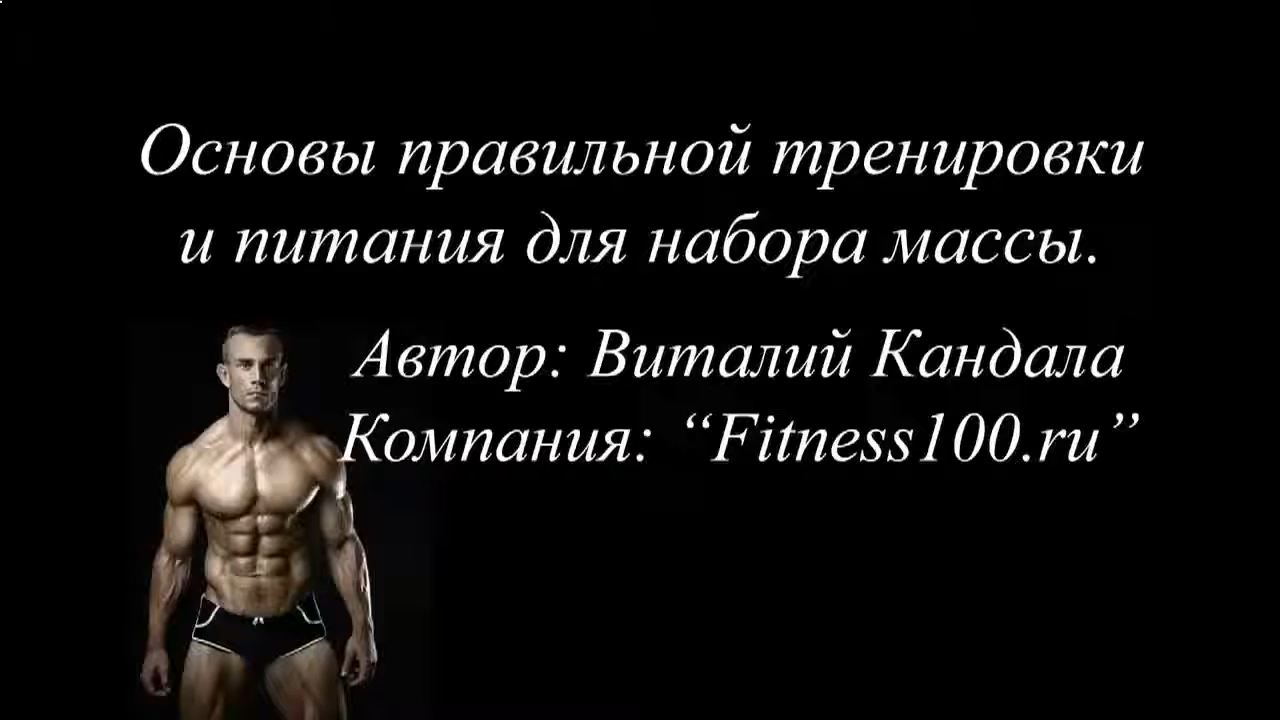 Основы правильной тренировки
и питания для набора массы.
Автор: Виталий Кандала
Компания: “Fitness100.ru”